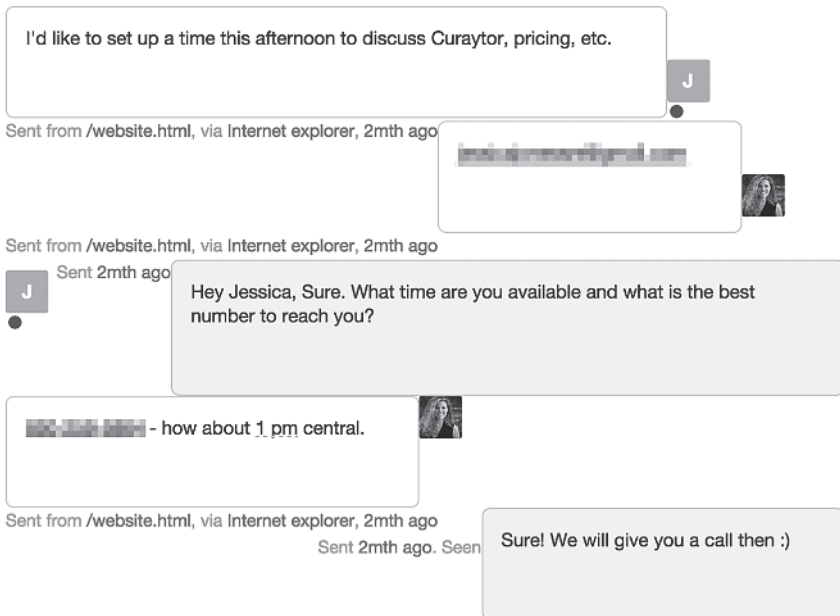 I'd like to set up a time this afternoon to discuss Curaytor, pricing, etc.
J
Sent from /website.html, via Internet explorer, 2mth ago
Sent from /website.html, via Internet explorer, 2mth ago
J
Sent 2mth ago
Hey Jessica, Sure. What time are you available and what is the best
number to reach you?
- how about 1 pm central.
Sent from /website.html, via Internet explorer, 2mth ago
Sent 2mth ago. Seen
Sure! We will give you a call then :)